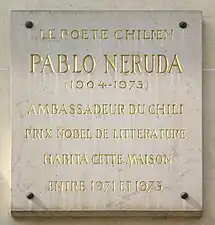 LE POETE CHILIEN
PABLO NERUDA
(1904-1973)
AMBASSADEUR DU CHILI
PRIX NOBEL DE LITTERATURE
HABITA CETTE MAISON
ENTRE 1971 ET 1973